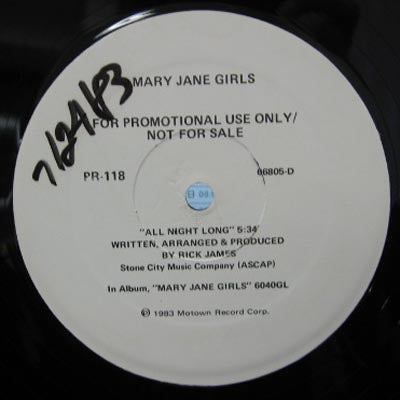 7/24/83
MARY JANE GIRLS
FOR PROMOTIONAL USE ONLY/
NOT FOR SALE
PR-118 66805-D
"ALL NIGHT LONG" 5:34
WRITTEN, ARRANGED & PRODUCED
BY RICK JAMES
Stone City Music Company (ASCAP)
In Album, "MARY JANE GIRLS" 6040GL
℗ 1983 Motown Record Corp.